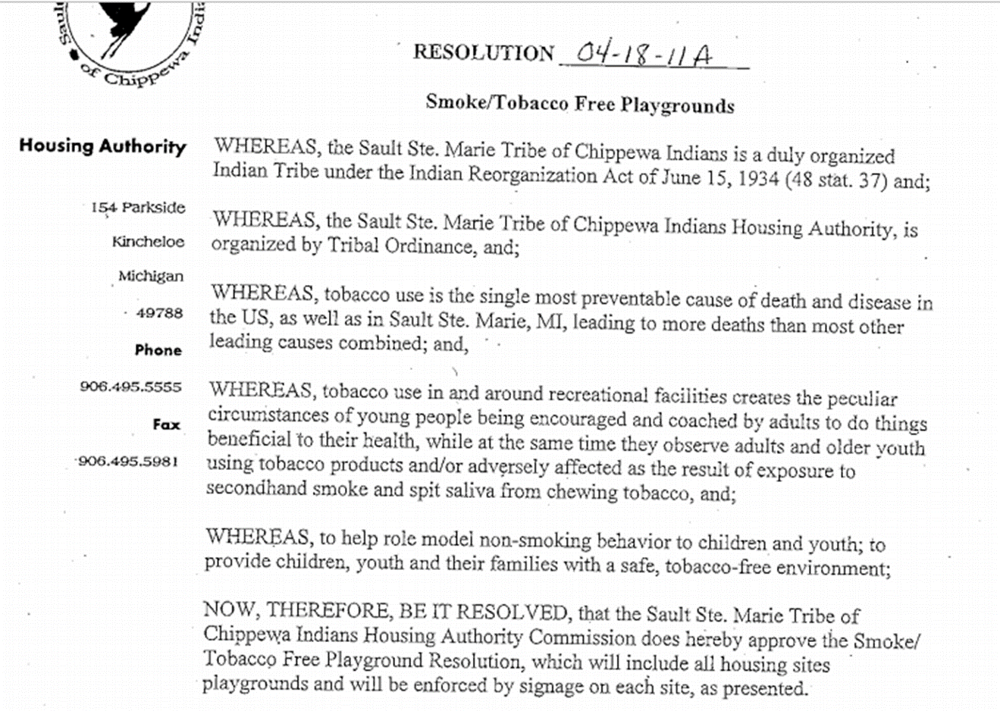 Sault
of Chippewa India
RESOLUTION 04-18-11A
Smoke/Tobacco Free Playgrounds
Housing Authority
154 Parkside
Kincheloe
Michigan
49788
Phone
906.495.5555
Fax
906.495.5981
WHEREAS, the Sault Ste. Marie Tribe of Chippewa Indians is a duly organized
Indian Tribe under the Indian Reorganization Act of June 15, 1934 (48 stat. 37) and;
WHEREAS, the Sault Ste. Marie Tribe of Chippewa Indians Housing Authority, is
organized by Tribal Ordinance, and;
WHEREAS, tobacco use is the single most preventable cause of death and disease in
the US, as well as in Sault Ste. Marie, MI, leading to more deaths than most other
leading causes combined; and,
WHEREAS, tobacco use in and around recreational facilities creates the peculiar
circumstances of young people being encouraged and coached by adults to do things
beneficial to their health, while at the same time they observe adults and older youth
using tobacco products and/or adversely affected as the result of exposure to
secondhand smoke and spit saliva from chewing tobacco, and;
WHEREAS, to help role model non-smoking behavior to children and youth; to
provide children, youth and their families with a safe, tobacco-free environment;
NOW, THEREFORE, BE IT RESOLVED, that the Sault Ste. Marie Tribe of
Chippewa Indians Housing Authority Commission does hereby approve the Smoke/
Tobacco Free Playground Resolution, which will include all housing sites
playgrounds and will be enforced by signage on each site, as presented.